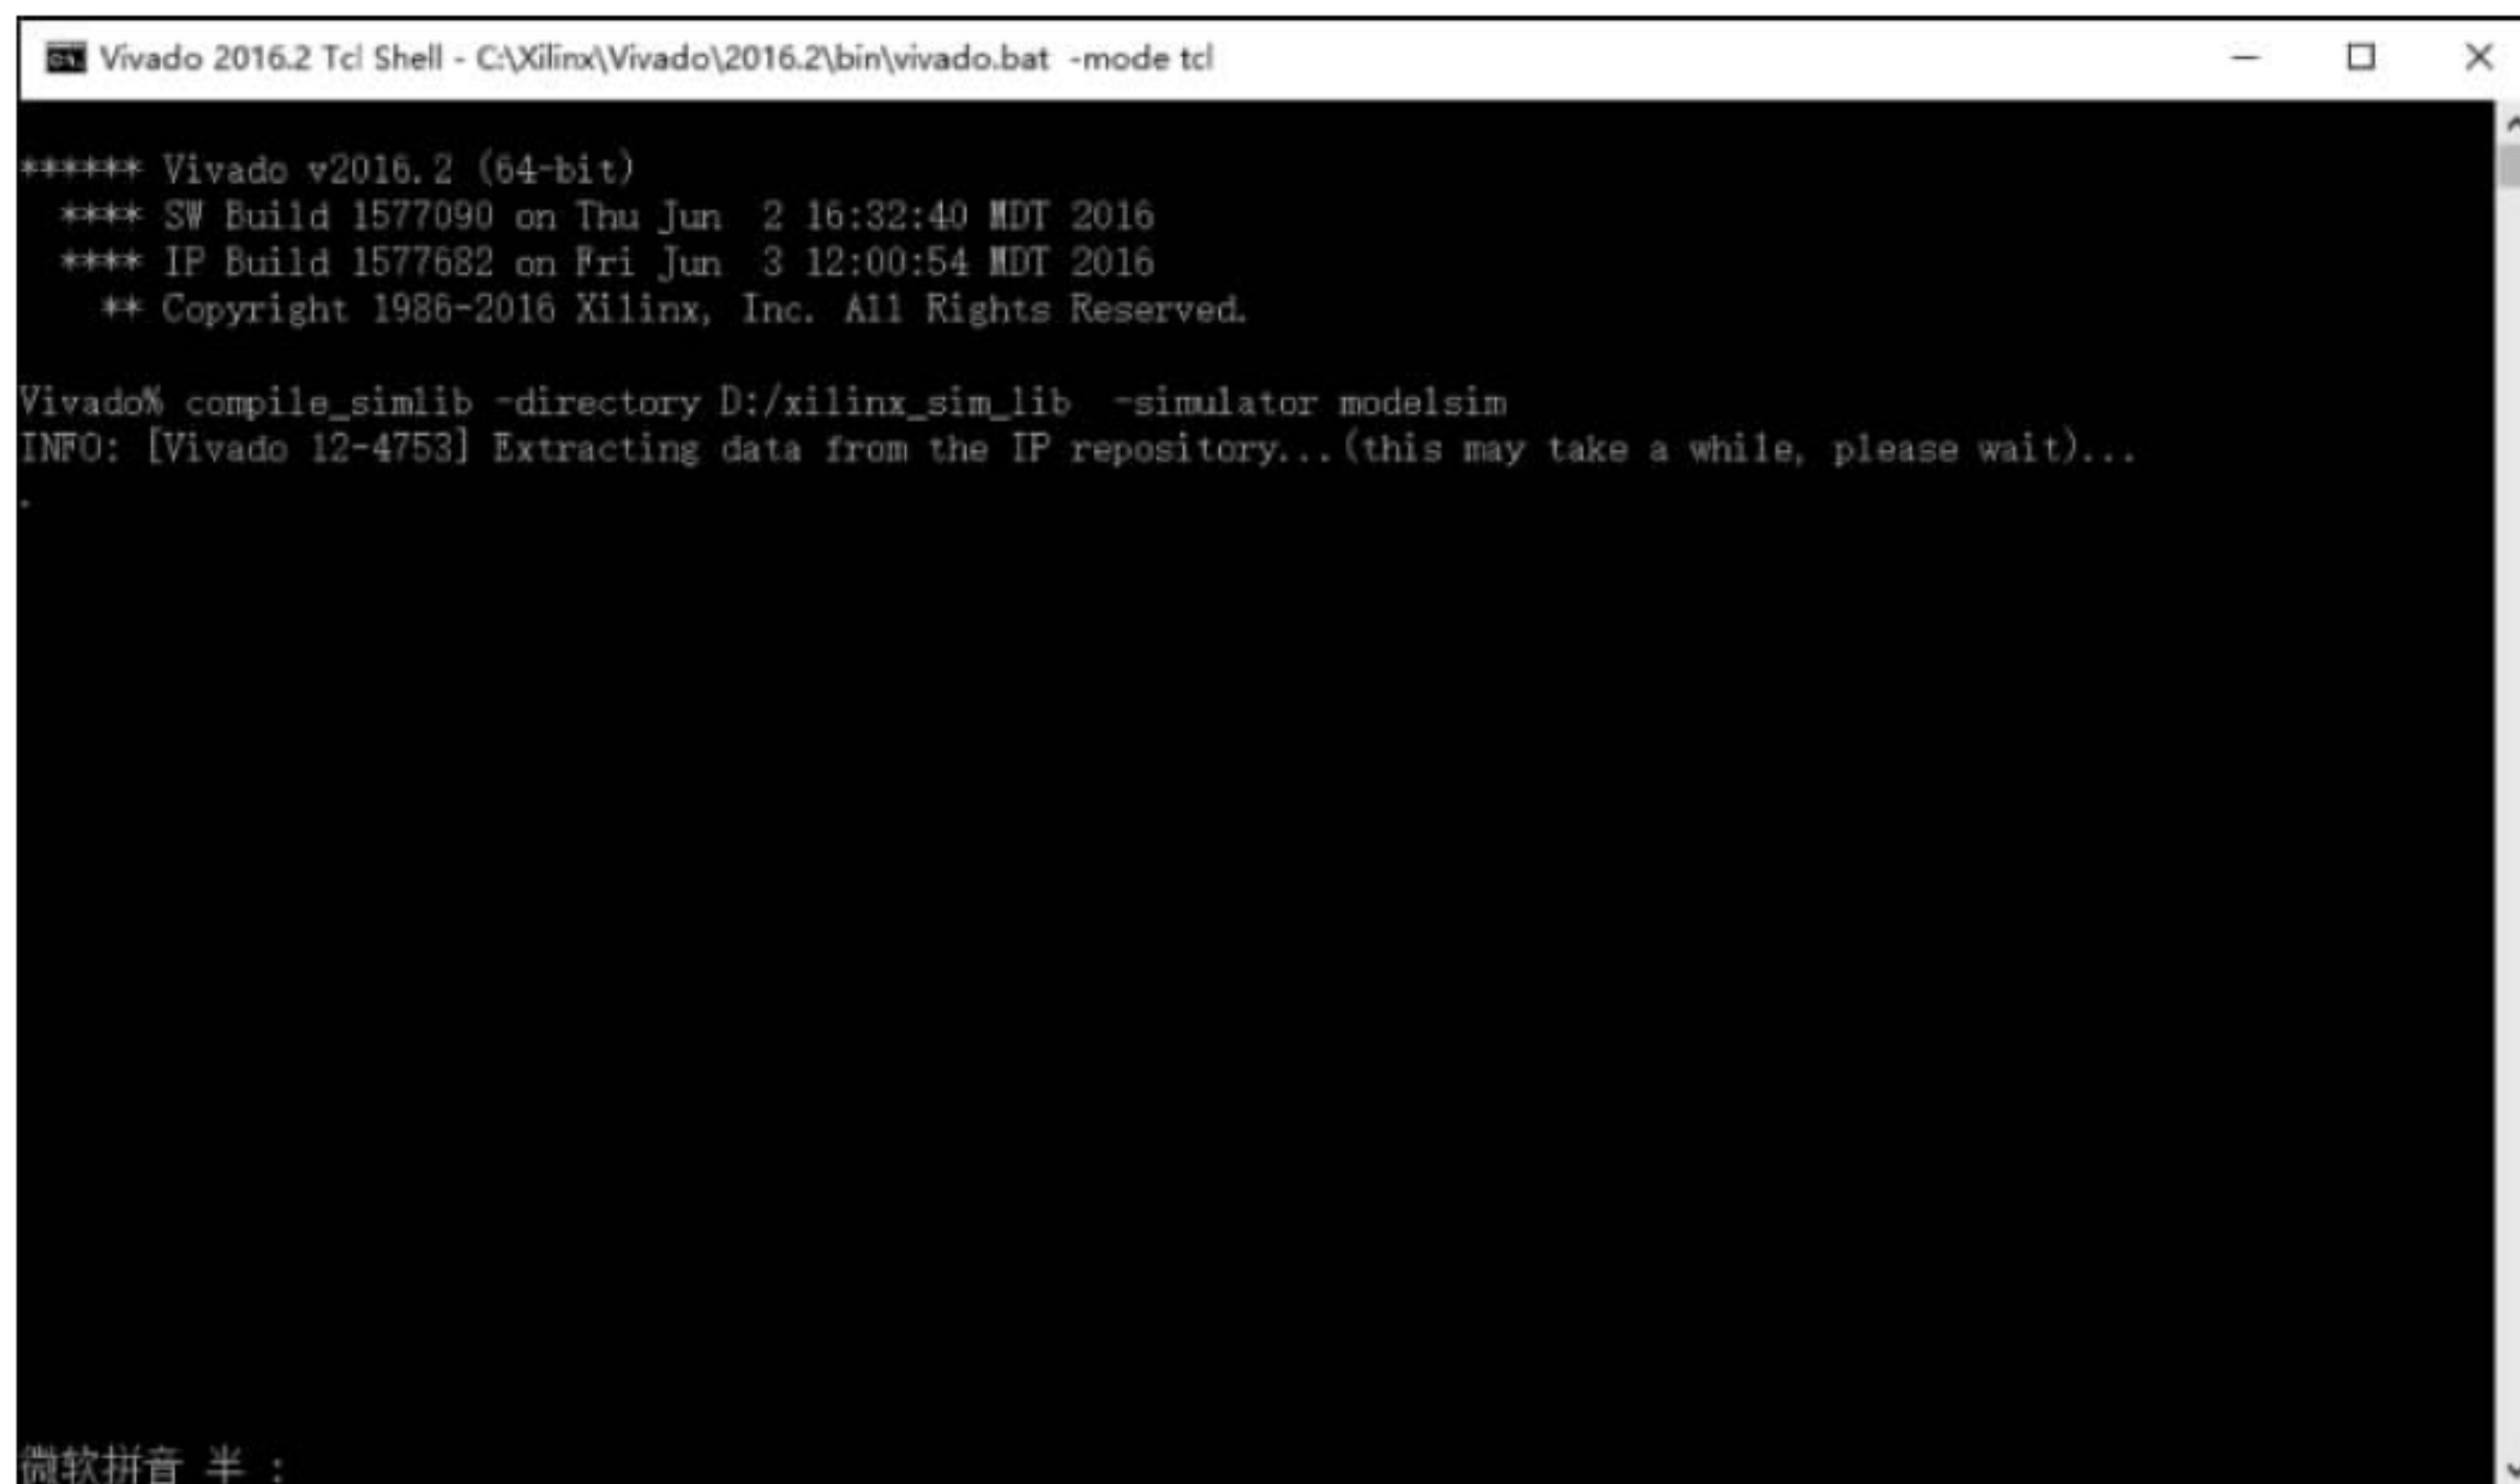 Vivado 2016.2 Tcl Shell - C:\Xilinx\Vivado\2016.2\bin\vivado.bat -mode tcl
****** Vivado v2016.2 (64-bit)
**** SW Build 1577090 on Thu Jun  2 16:32:40 MDT 2016
**** IP Build 1577682 on Fri Jun  3 12:00:54 MDT 2016
** Copyright 1986-2016 Xilinx, Inc. All Rights Reserved.
Vivado% compile_simlib -directory D:/xilinx_sim_lib  -simulator modelsim
INFO: [Vivado 12-4753] Extracting data from the IP repository...(this may take a while, please wait)...
.
微软拼音 半 :